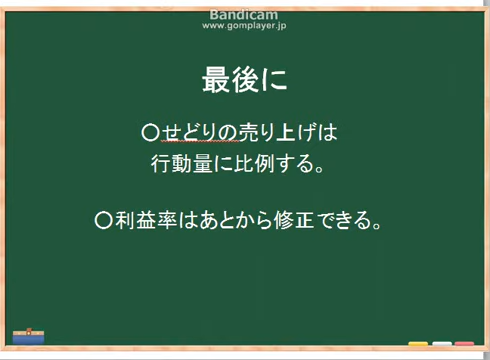 Bandicam
www.gomplayer.jp
最後に
〇せどりの売り上げは
行動量に比例する。
〇利益率はあとから修正できる。